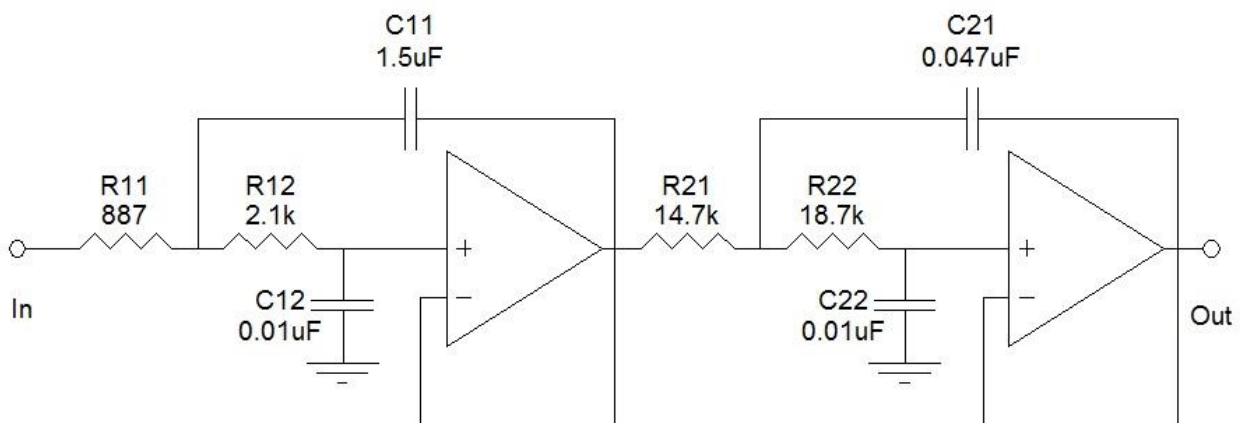 C11
1.5uF
C21
0.047uF
R11
887
R12
2.1k
R21
14.7k
R22
18.7k
+
−
+
−
In
C12
0.01uF
C22
0.01uF
Out